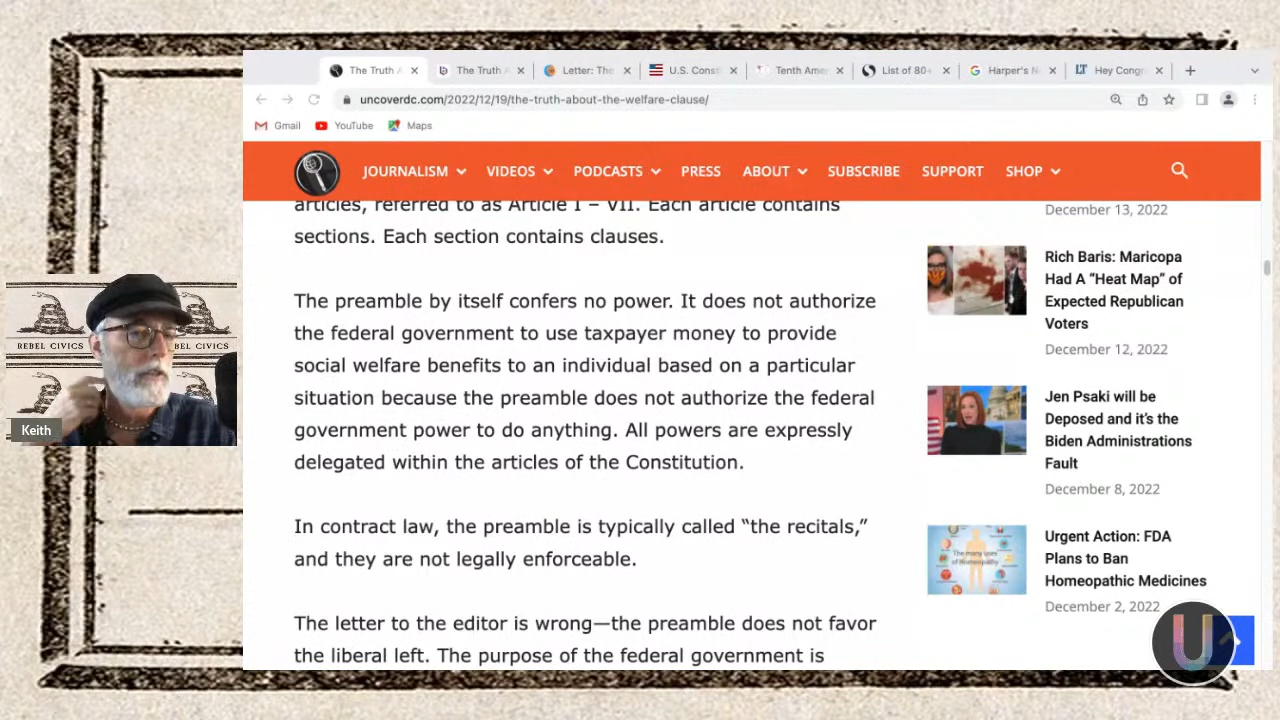 The Truth A
The Truth A
Letter: The
U.S. Consti
Tenth Amer
List of 80+
Harper's Ne
Hey Congr
uncoverdc.com/2022/12/19/the-truth-about-the-welfare-clause/
Gmail
YouTube
Maps
JOURNALISM
VIDEOS
PODCASTS
PRESS
ABOUT
SUBSCRIBE
SUPPORT
SHOP
articles, referred to as Article I – VII. Each article contains
sections. Each section contains clauses.
The preamble by itself confers no power. It does not authorize
the federal government to use taxpayer money to provide
social welfare benefits to an individual based on a particular
situation because the preamble does not authorize the federal
government power to do anything. All powers are expressly
delegated within the articles of the Constitution.
In contract law, the preamble is typically called “the recitals,”
and they are not legally enforceable.
The letter to the editor is wrong—the preamble does not favor
the liberal left. The purpose of the federal government is
December 13, 2022
Rich Baris: Maricopa
Had A “Heat Map” of
Expected Republican
Voters
December 12, 2022
Jen Psaki will be
Deposed and it’s the
Biden Administrations
Fault
December 8, 2022
The many uses
of Homeopathy
Urgent Action: FDA
Plans to Ban
Homeopathic Medicines
December 2, 2022
U
REBEL CIVICS
BEL CIVICS
Keith